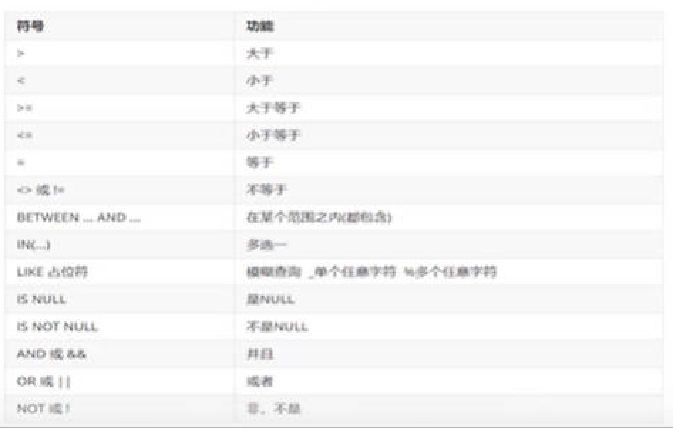 符号 功能
> 大于
< 小于
>= 大于等于
<= 小于等于
= 等于
<> 或 != 不等于
BETWEEN ... AND ... 在某个范围之内(都包含)
IN(...) 多选一
LIKE 占位符 模糊查询 _单个任意字符 %多个任意字符
IS NULL 是NULL
IS NOT NULL 不是NULL
AND 或 && 并且
OR 或 || 或者
NOT 或 ! 非，不是